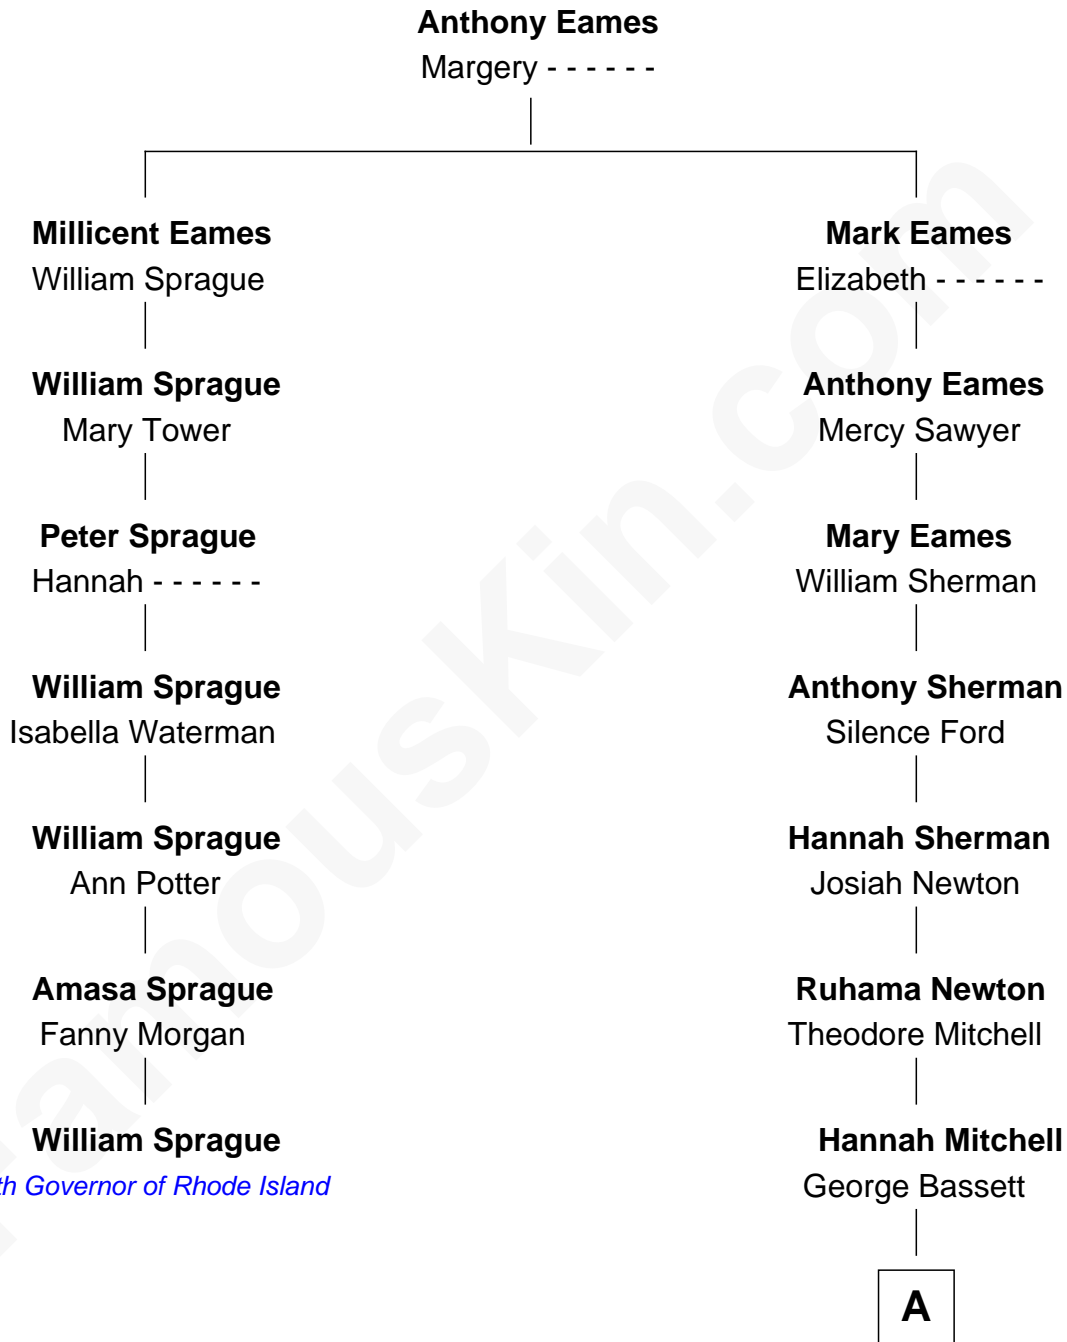 Anthony Eames
Margery - - - - - -
Millicent Eames
William Sprague
Mark Eames
Elizabeth - - - - - -
William Sprague
Mary Tower
Anthony Eames
Mercy Sawyer
Peter Sprague
Hannah - - - - - -
Mary Eames
William Sherman
William Sprague
Isabella Waterman
Anthony Sherman
Silence Ford
William Sprague
Ann Potter
Hannah Sherman
Josiah Newton
Amasa Sprague
Fanny Morgan
Ruhama Newton
Theodore Mitchell
William Sprague
th Governor of Rhode Island
Hannah Mitchell
George Bassett
A
FamousKin.com